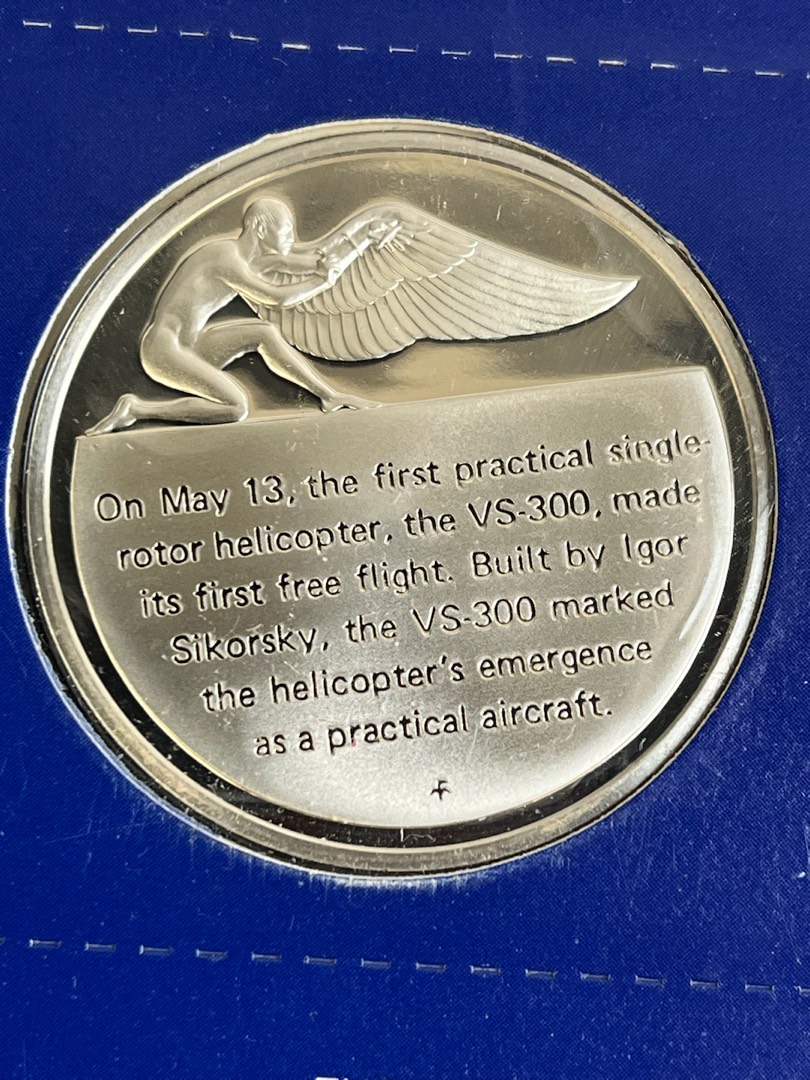 On May 13, the first practical single-
rotor helicopter, the VS-300, made
its first free flight. Built by Igor
Sikorsky, the VS-300 marked
the helicopter's emergence
as a practical aircraft.